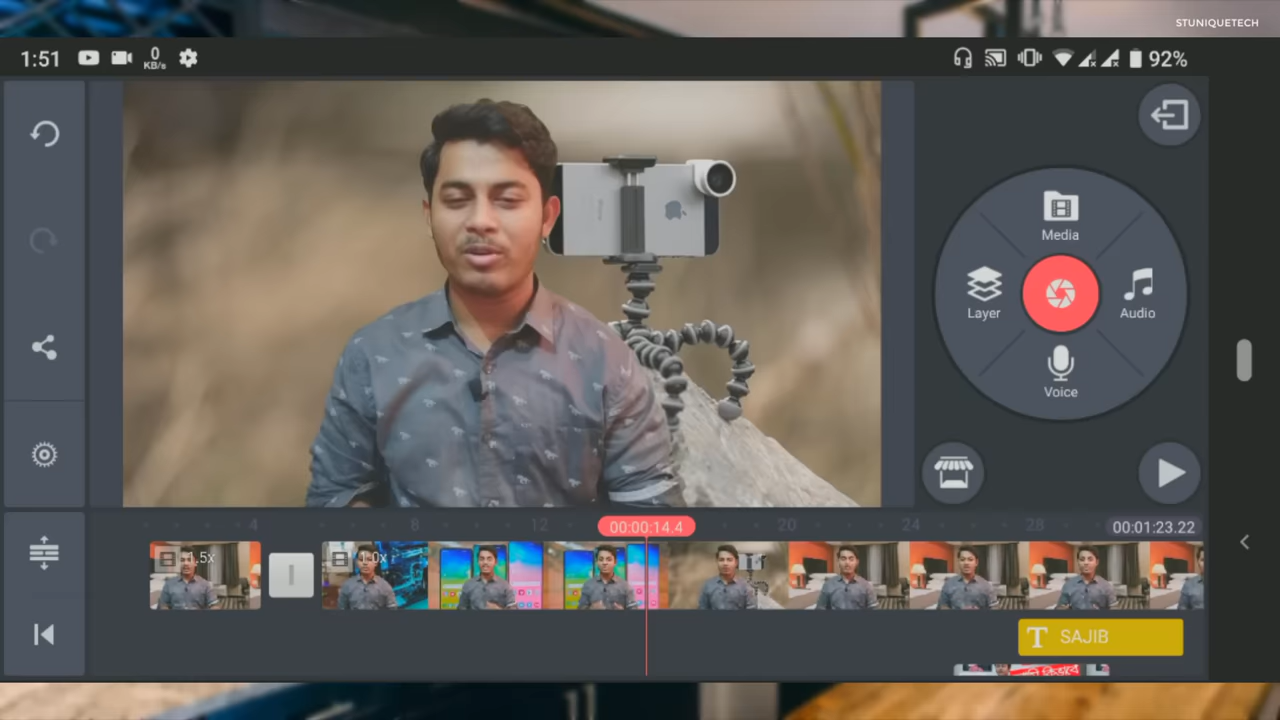 STUNIQUETECH
1:51
0
KB/s
92%
Media
Layer
Audio
Voice
4
8
12
00:00:14.4
20
24
28
00:01:23.22
1.5x
1.0x
T SAJIB